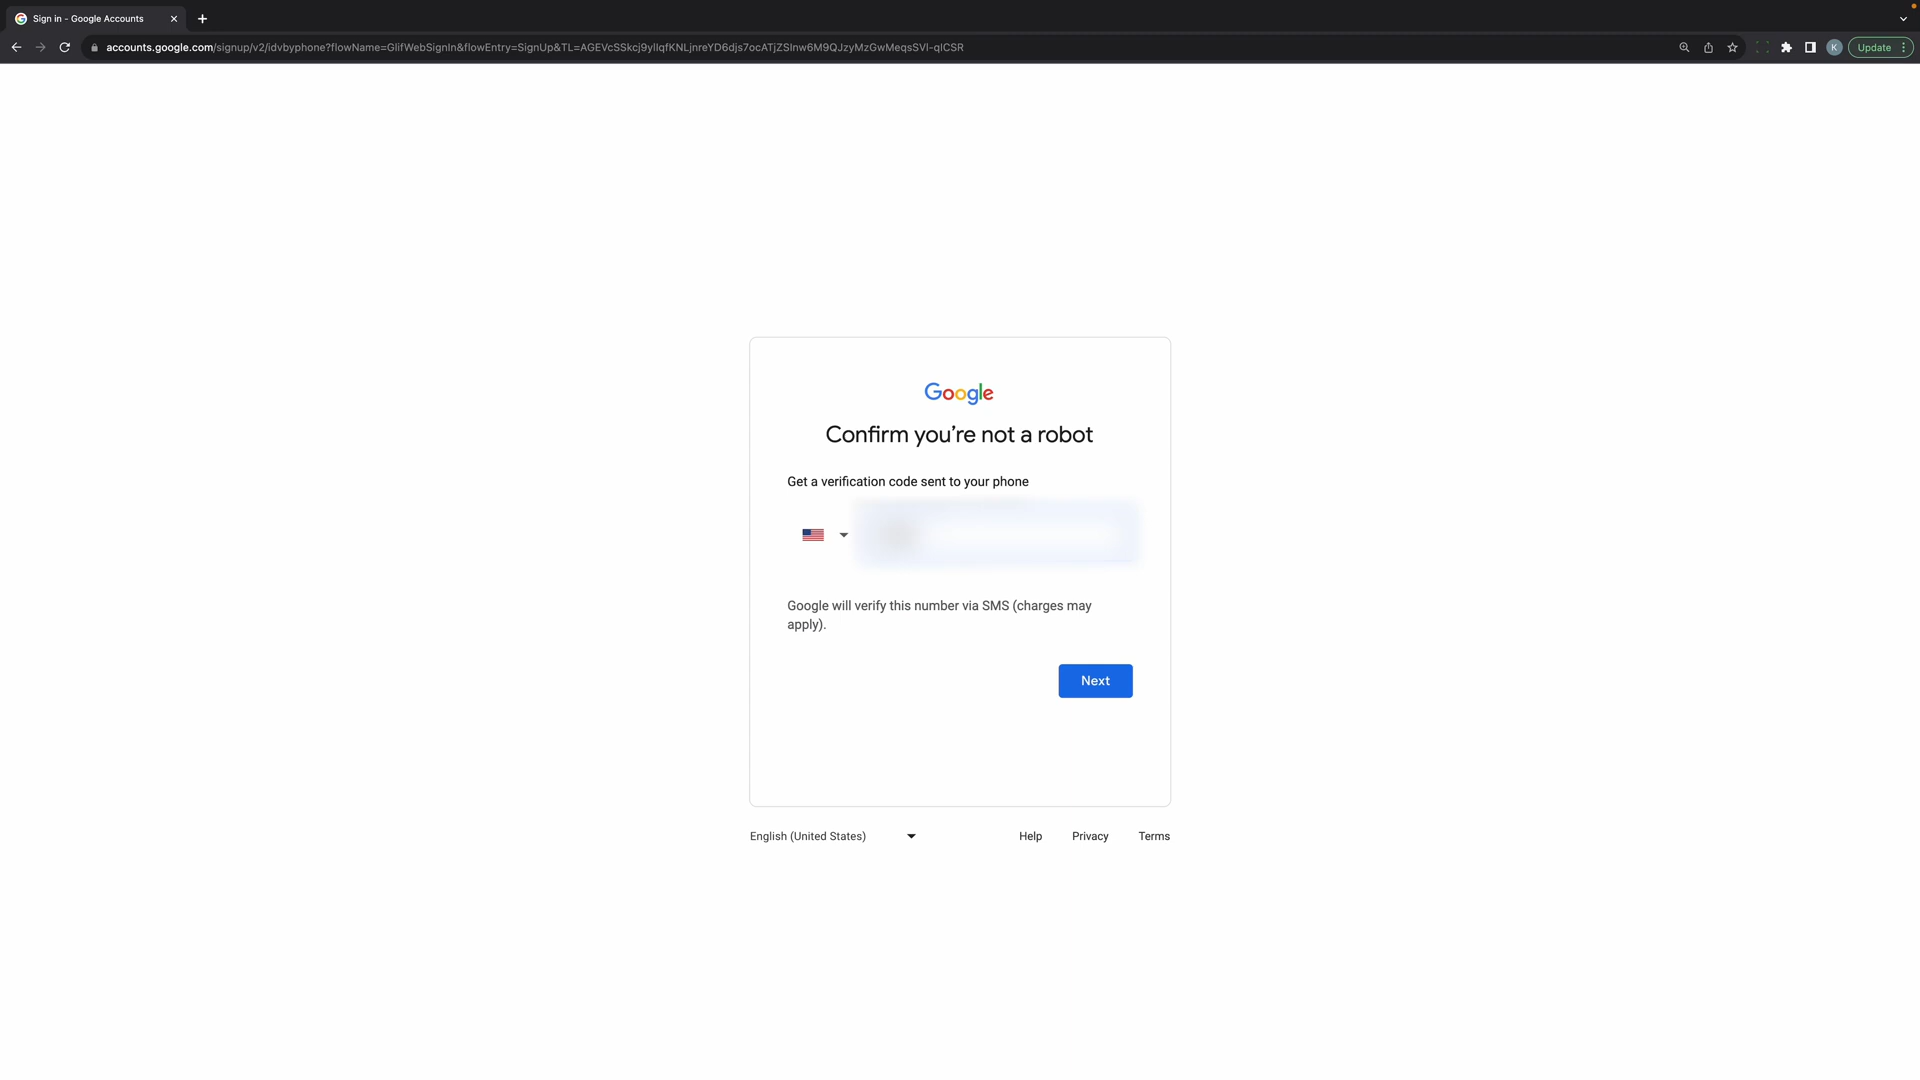 Sign in - Google Accounts
accounts.google.com/signup/v2/idvbyphone?flowName=GlifWebSignIn&flowEntry=SignUp&TL=AGEVcSSkcj9yIIqfKNLjnreYD6djs7ocATjZSInw6M9QJzyMzGwMeqsSVI-qICSR
K
Update
Google
Confirm you’re not a robot
Get a verification code sent to your phone
Google will verify this number via SMS (charges may
apply).
Next
English (United States)
Help
Privacy
Terms